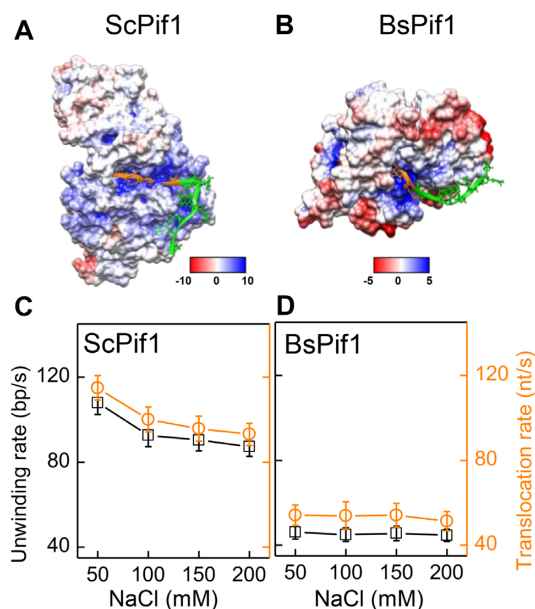 A ScPif1
B BsPif1
-10 0 10
-5 0 5
C
ScPif1
Unwinding rate (bp/s)
120
80
40
50 100 150 200
NaCl (mM)
D
BsPif1
120
80
40
Translocation rate (nt/s)
50 100 150 200
NaCl (mM)